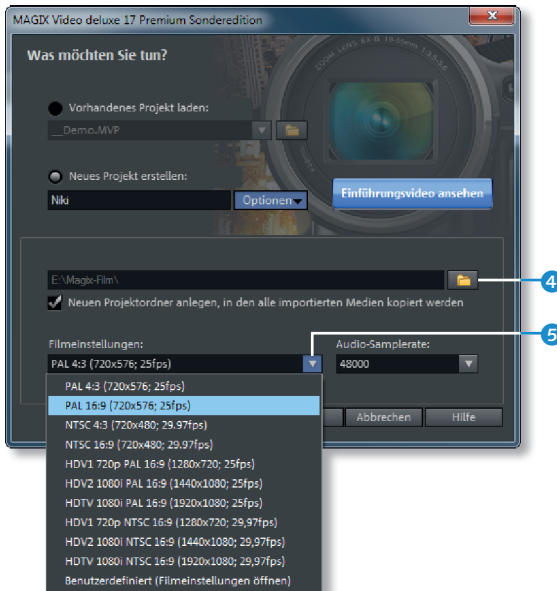 MAGIX Video deluxe 17 Premium Sonderedition
Was möchten Sie tun?
Vorhandenes Projekt laden:
__Demo.MVP
Neues Projekt erstellen:
Niki
Optionen
Einführungsvideo ansehen
E:\Magix-Film\
4
Neuen Projektordner anlegen, in den alle importierten Medien kopiert werden
5
Filmeinstellungen:
Audio-Samplerate:
PAL 4:3 (720x576; 25fps)
48000
PAL 4:3 (720x576; 25fps)
PAL 16:9 (720x576; 25fps)
NTSC 4:3 (720x480; 29.97fps)
NTSC 16:9 (720x480; 29.97fps)
HDV1 720p PAL 16:9 (1280x720; 25fps)
HDV2 1080i PAL 16:9 (1440x1080; 25fps)
HDTV 1080i PAL 16:9 (1920x1080; 25fps)
HDV1 720p NTSC 16:9 (1280x720; 29,97fps)
HDV2 1080i NTSC 16:9 (1440x1080; 29,97fps)
HDTV 1080i NTSC 16:9 (1920x1080; 29,97fps)
Benutzerdefiniert (Filmeinstellungen öffnen)
Abbrechen
Hilfe